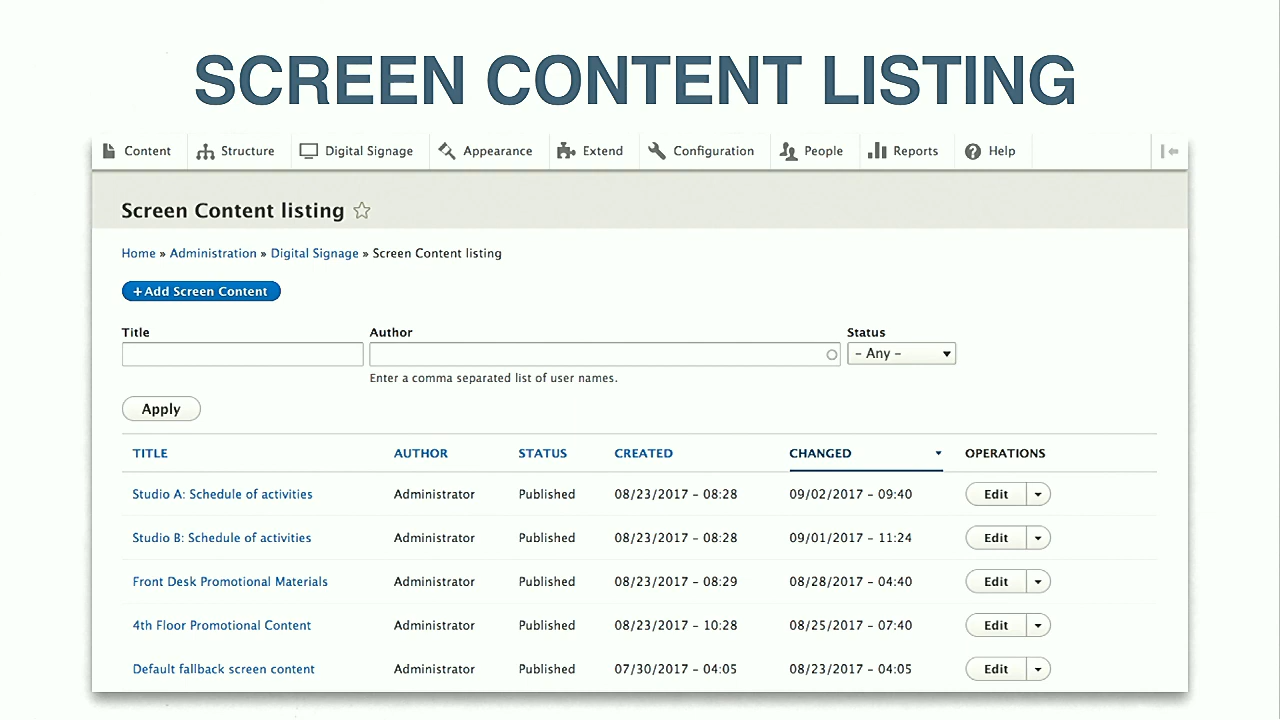 SCREEN CONTENT LISTING
Content Structure Digital Signage Appearance Extend Configuration People Reports Help
Screen Content listing
Home » Administration » Digital Signage » Screen Content listing
+Add Screen Content
Title Author Status
- Any -
Enter a comma separated list of user names.
Apply
TITLE AUTHOR STATUS CREATED CHANGED OPERATIONS
Studio A: Schedule of activities Administrator Published 08/23/2017 - 08:28 09/02/2017 - 09:40 Edit
Studio B: Schedule of activities Administrator Published 08/23/2017 - 08:28 09/01/2017 - 11:24 Edit
Front Desk Promotional Materials Administrator Published 08/23/2017 - 08:29 08/28/2017 - 04:40 Edit
4th Floor Promotional Content Administrator Published 08/23/2017 - 10:28 08/25/2017 - 07:40 Edit
Default fallback screen content Administrator Published 07/30/2017 - 04:05 08/23/2017 - 04:05 Edit